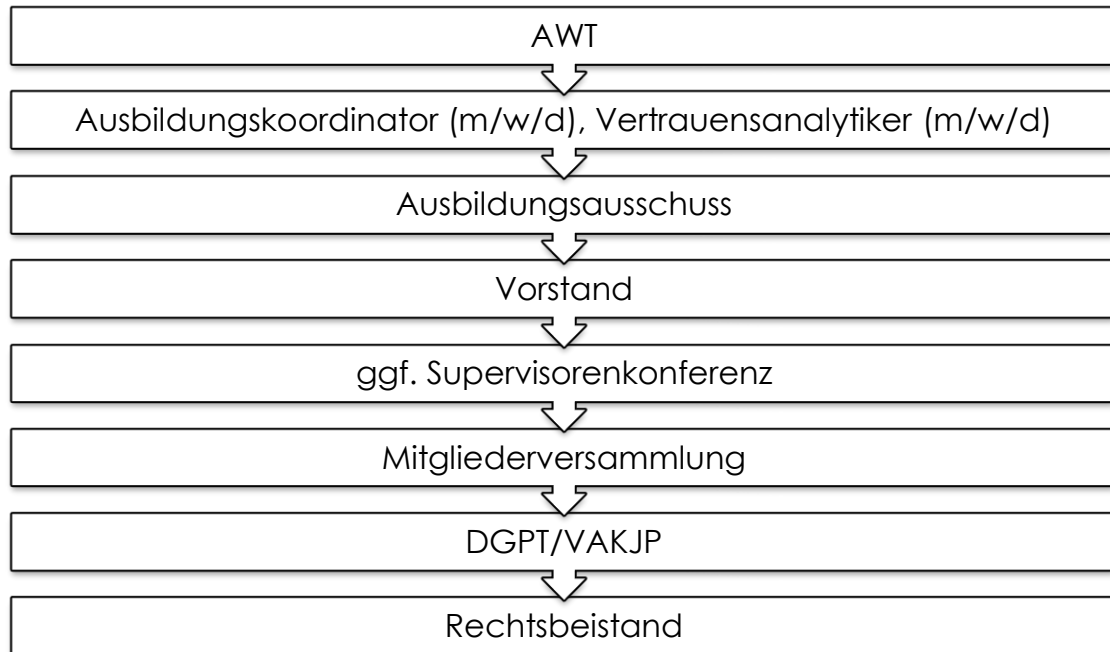 AWT
Ausbildungskoordinator (m/w/d), Vertrauensanalytiker (m/w/d)
Ausbildungsausschuss
Vorstand
ggf. Supervisorenkonferenz
Mitgliederversammlung
DGPT/VAKJP
Rechtsbeistand